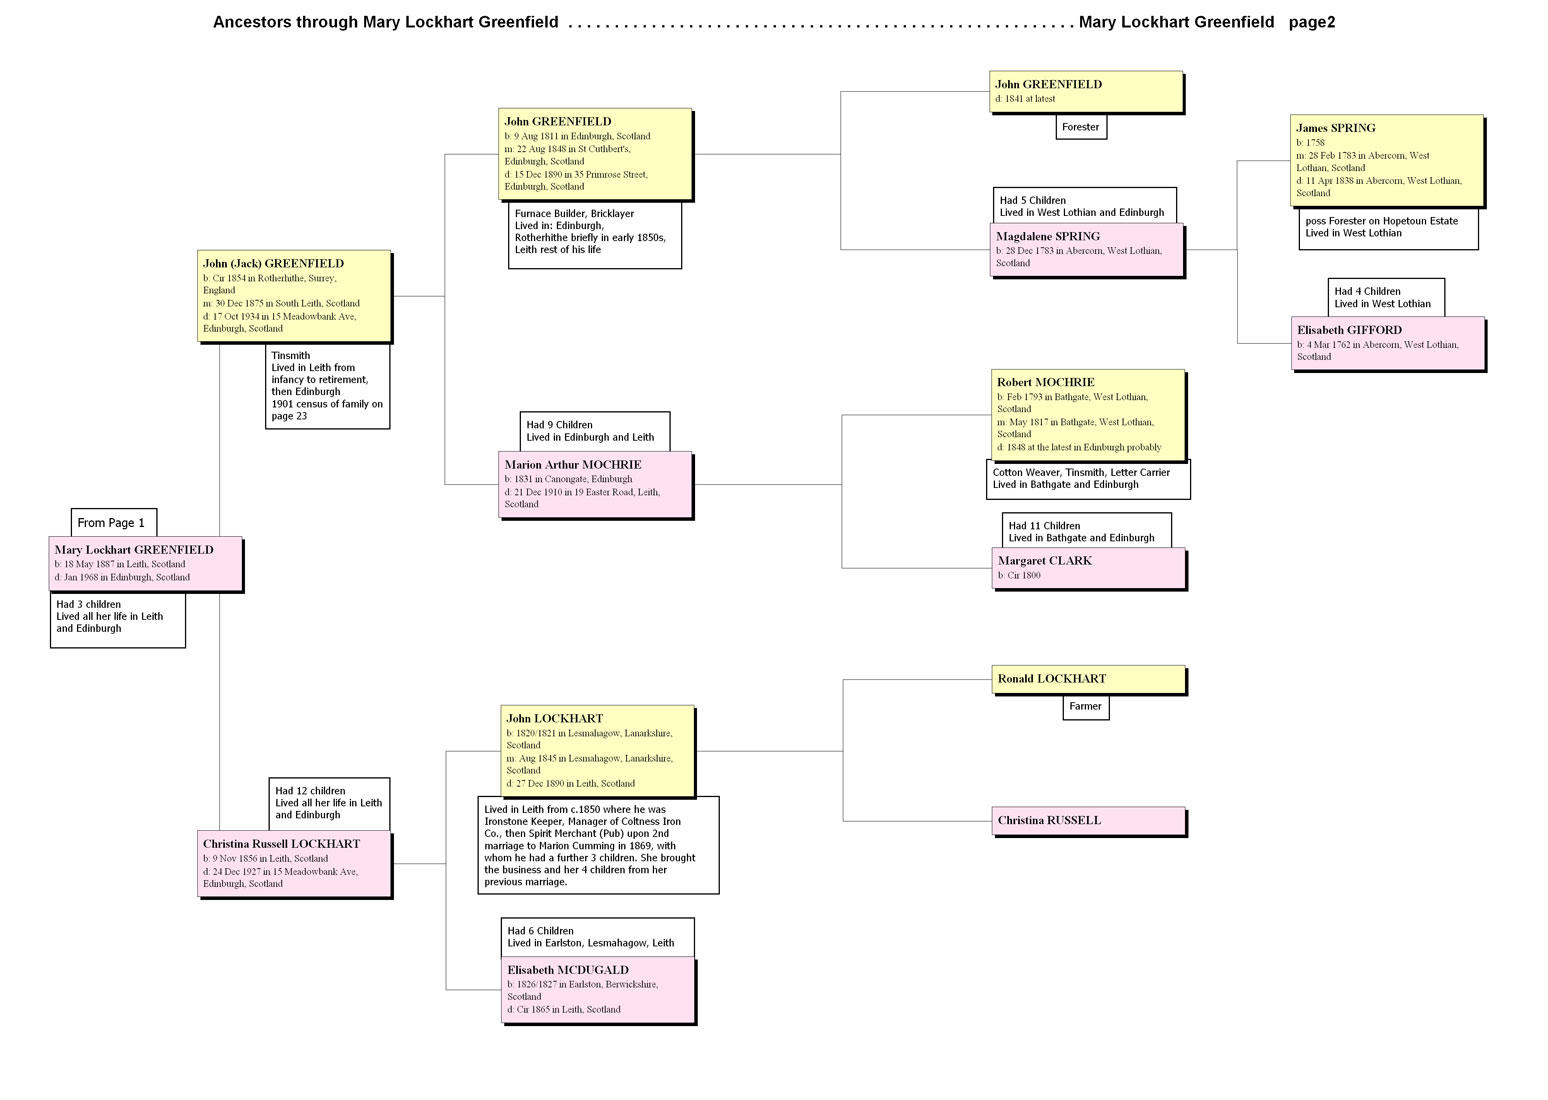 Ancestors through Mary Lockhart Greenfield . . . . . . . . . . . . . . . . . . . . . . . . . . . . . . . . . . . . . . . . . . . . . . . . . . . . . . . Mary Lockhart Greenfield page2
From Page 1
Mary Lockhart GREENFIELD
b: 18 May 1887 in Leith, Scotland
d: Jan 1968 in Edinburgh, Scotland
Had 3 children
Lived all her life in Leith
and Edinburgh
John (Jack) GREENFIELD
b: Cir 1854 in Rotherhithe, Surrey,
England
m: 30 Dec 1875 in South Leith, Scotland
d: 17 Oct 1934 in 15 Meadowbank Ave,
Edinburgh, Scotland
Tinsmith
Lived in Leith from
infancy to retirement,
then Edinburgh
1901 census of family on
page 23
Had 12 children
Lived all her life in Leith
and Edinburgh
Christina Russell LOCKHART
b: 9 Nov 1856 in Leith, Scotland
d: 24 Dec 1927 in 15 Meadowbank Ave,
Edinburgh, Scotland
John GREENFIELD
b: 9 Aug 1811 in Edinburgh, Scotland
m: 22 Aug 1848 in St Cuthbert's,
Edinburgh, Scotland
d: 15 Dec 1890 in 35 Primrose Street,
Edinburgh, Scotland
Furnace Builder, Bricklayer
Lived in: Edinburgh,
Rotherhithe briefly in early 1850s,
Leith rest of his life
Had 9 Children
Lived in Edinburgh and Leith
Marion Arthur MOCHRIE
b: 1831 in Canongate, Edinburgh
d: 21 Dec 1910 in 19 Easter Road, Leith,
Scotland
John LOCKHART
b: 1820/1821 in Lesmahagow, Lanarkshire,
Scotland
m: Aug 1845 in Lesmahagow, Lanarkshire,
Scotland
d: 27 Dec 1890 in Leith, Scotland
Lived in Leith from c.1850 where he was
Ironstone Keeper, Manager of Coltness Iron
Co., then Spirit Merchant (Pub) upon 2nd
marriage to Marion Cumming in 1869, with
whom he had a further 3 children. She brought
the business and her 4 children from her
previous marriage.
Had 6 Children
Lived in Earlston, Lesmahagow, Leith
Elisabeth MCDUGALD
b: 1826/1827 in Earlston, Berwickshire,
Scotland
d: Cir 1865 in Leith, Scotland
John GREENFIELD
d: 1841 at latest
Forester
Had 5 Children
Lived in West Lothian and Edinburgh
Magdalene SPRING
b: 28 Dec 1783 in Abercorn, West Lothian,
Scotland
Robert MOCHRIE
b: Feb 1793 in Bathgate, West Lothian,
Scotland
m: May 1817 in Bathgate, West Lothian,
Scotland
d: 1848 at the latest in Edinburgh probably
Cotton Weaver, Tinsmith, Letter Carrier
Lived in Bathgate and Edinburgh
Had 11 Children
Lived in Bathgate and Edinburgh
Margaret CLARK
b: Cir 1800
Ronald LOCKHART
Farmer
Christina RUSSELL
James SPRING
b: 1758
m: 28 Feb 1783 in Abercorn, West
Lothian, Scotland
d: 11 Apr 1838 in Abercorn, West Lothian,
Scotland
poss Forester on Hopetoun Estate
Lived in West Lothian
Had 4 Children
Lived in West Lothian
Elisabeth GIFFORD
b: 4 Mar 1762 in Abercorn, West Lothian,
Scotland